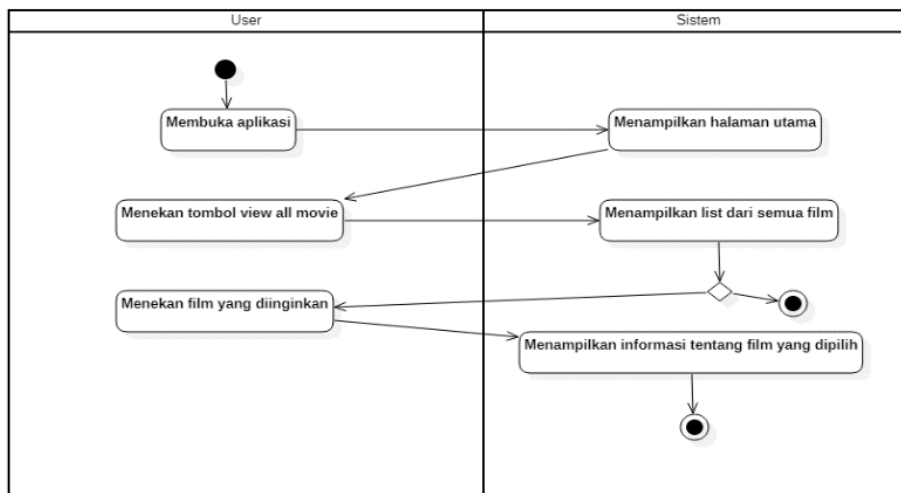 User
Sistem
Membuka aplikasi
Menampilkan halaman utama
Menekan tombol view all movie
Menampilkan list dari semua film
Menekan film yang diinginkan
Menampilkan informasi tentang film yang dipilih